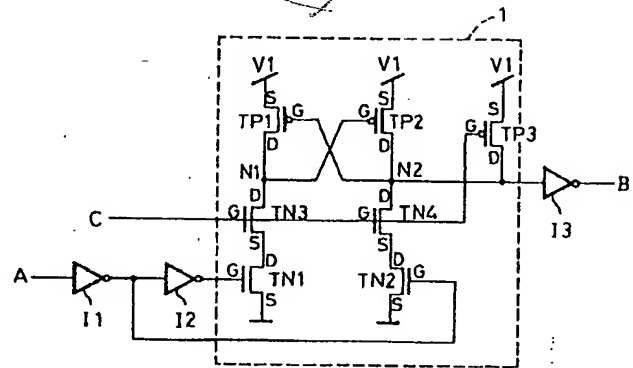 1
V1 V1 V1
S S S
G G G
TP1 TP2 TP3
D D D
N1 N2
D D
C G TN3 G TN4 I3 B
S S
D D
A G TN1 TN2 G
I1 I2 S S